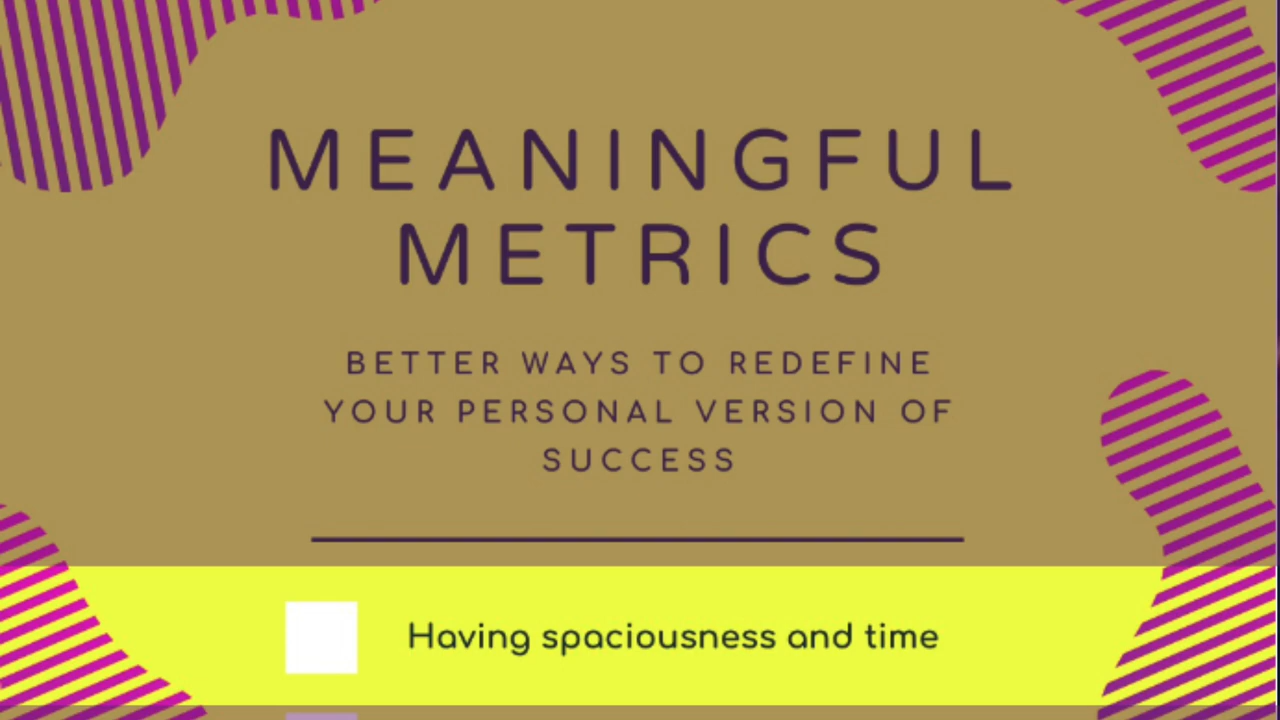 MEANINGFUL
METRICS
BETTER WAYS TO REDEFINE
YOUR PERSONAL VERSION OF
SUCCESS
Having spaciousness and time